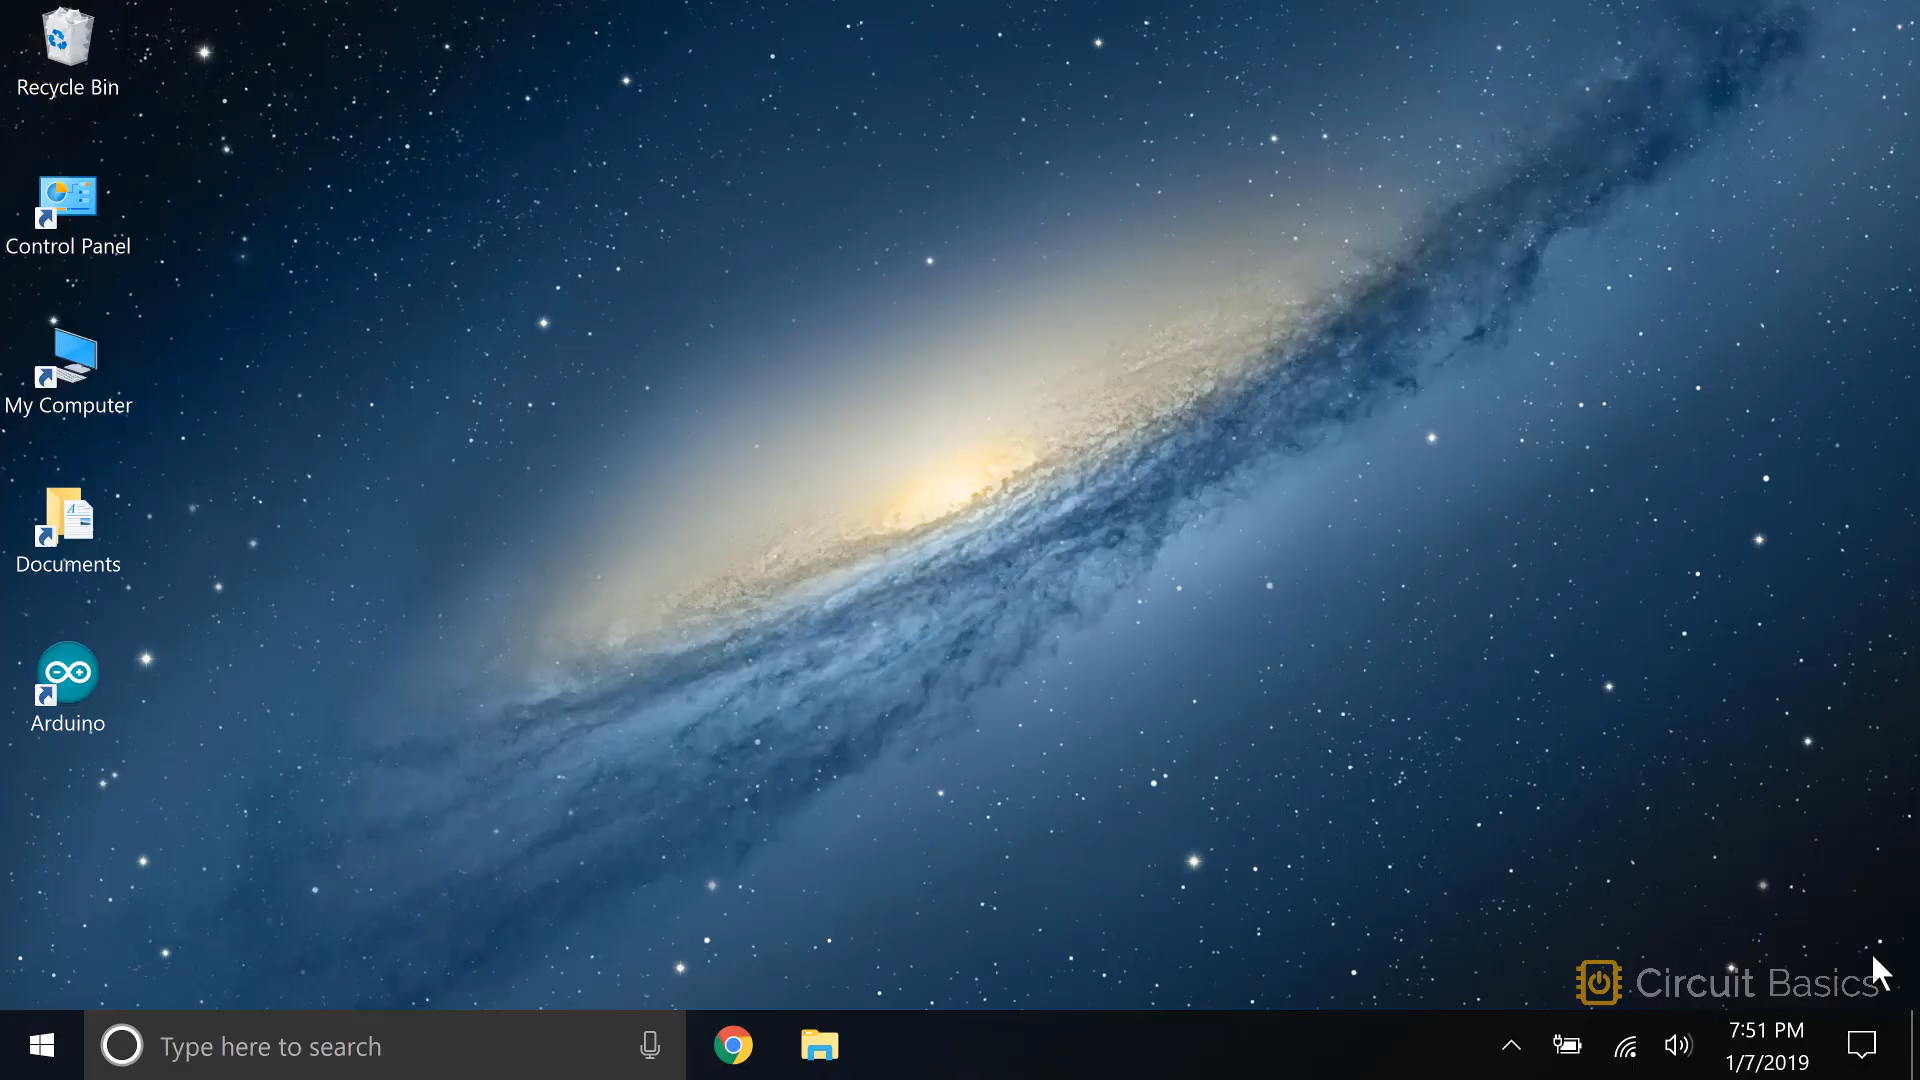 Recycle Bin
Control Panel
My Computer
Documents
Arduino
Circuit Basics
Type here to search
7:51 PM
1/7/2019